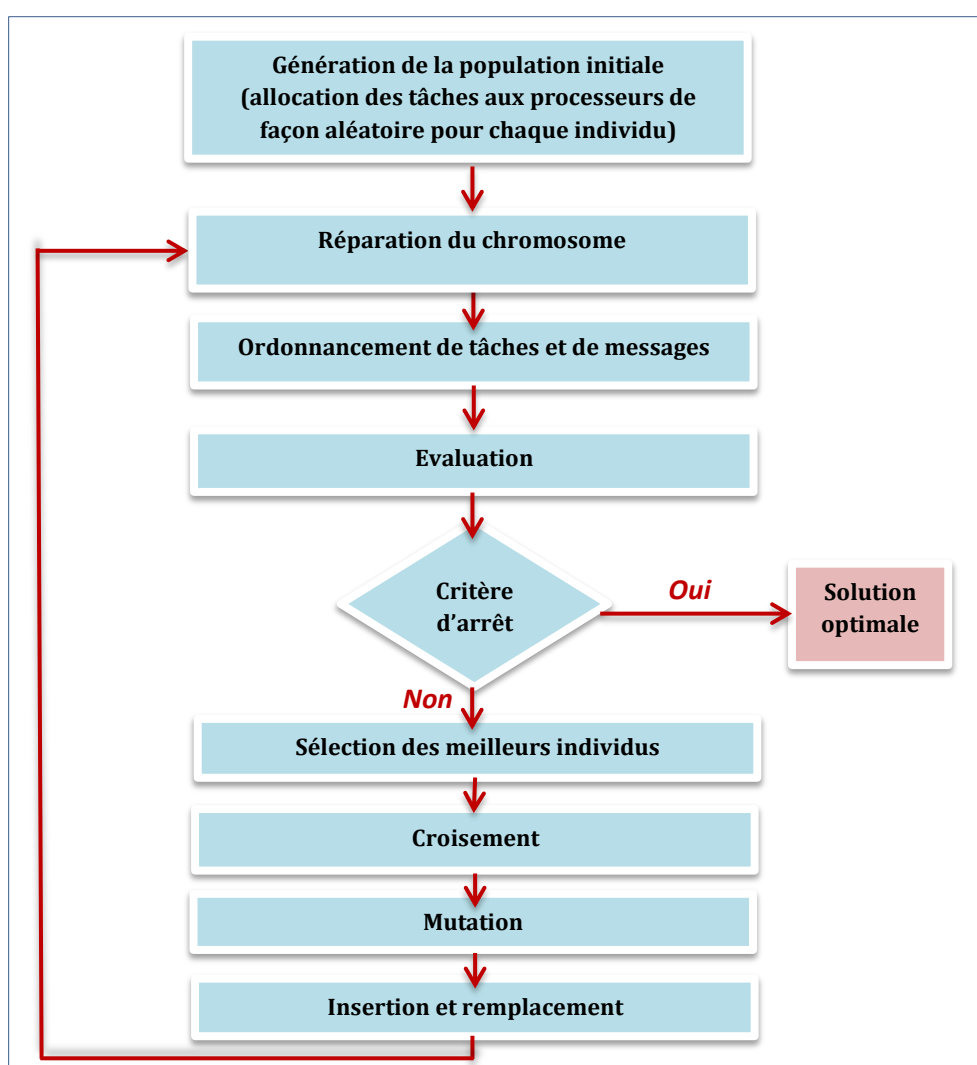 Génération de la population initiale
(allocation des tâches aux processeurs de
façon aléatoire pour chaque individu)
Réparation du chromosome
Ordonnancement de tâches et de messages
Evaluation
Critère
d’arrêt
Oui
Solution
optimale
Non
Sélection des meilleurs individus
Croisement
Mutation
Insertion et remplacement